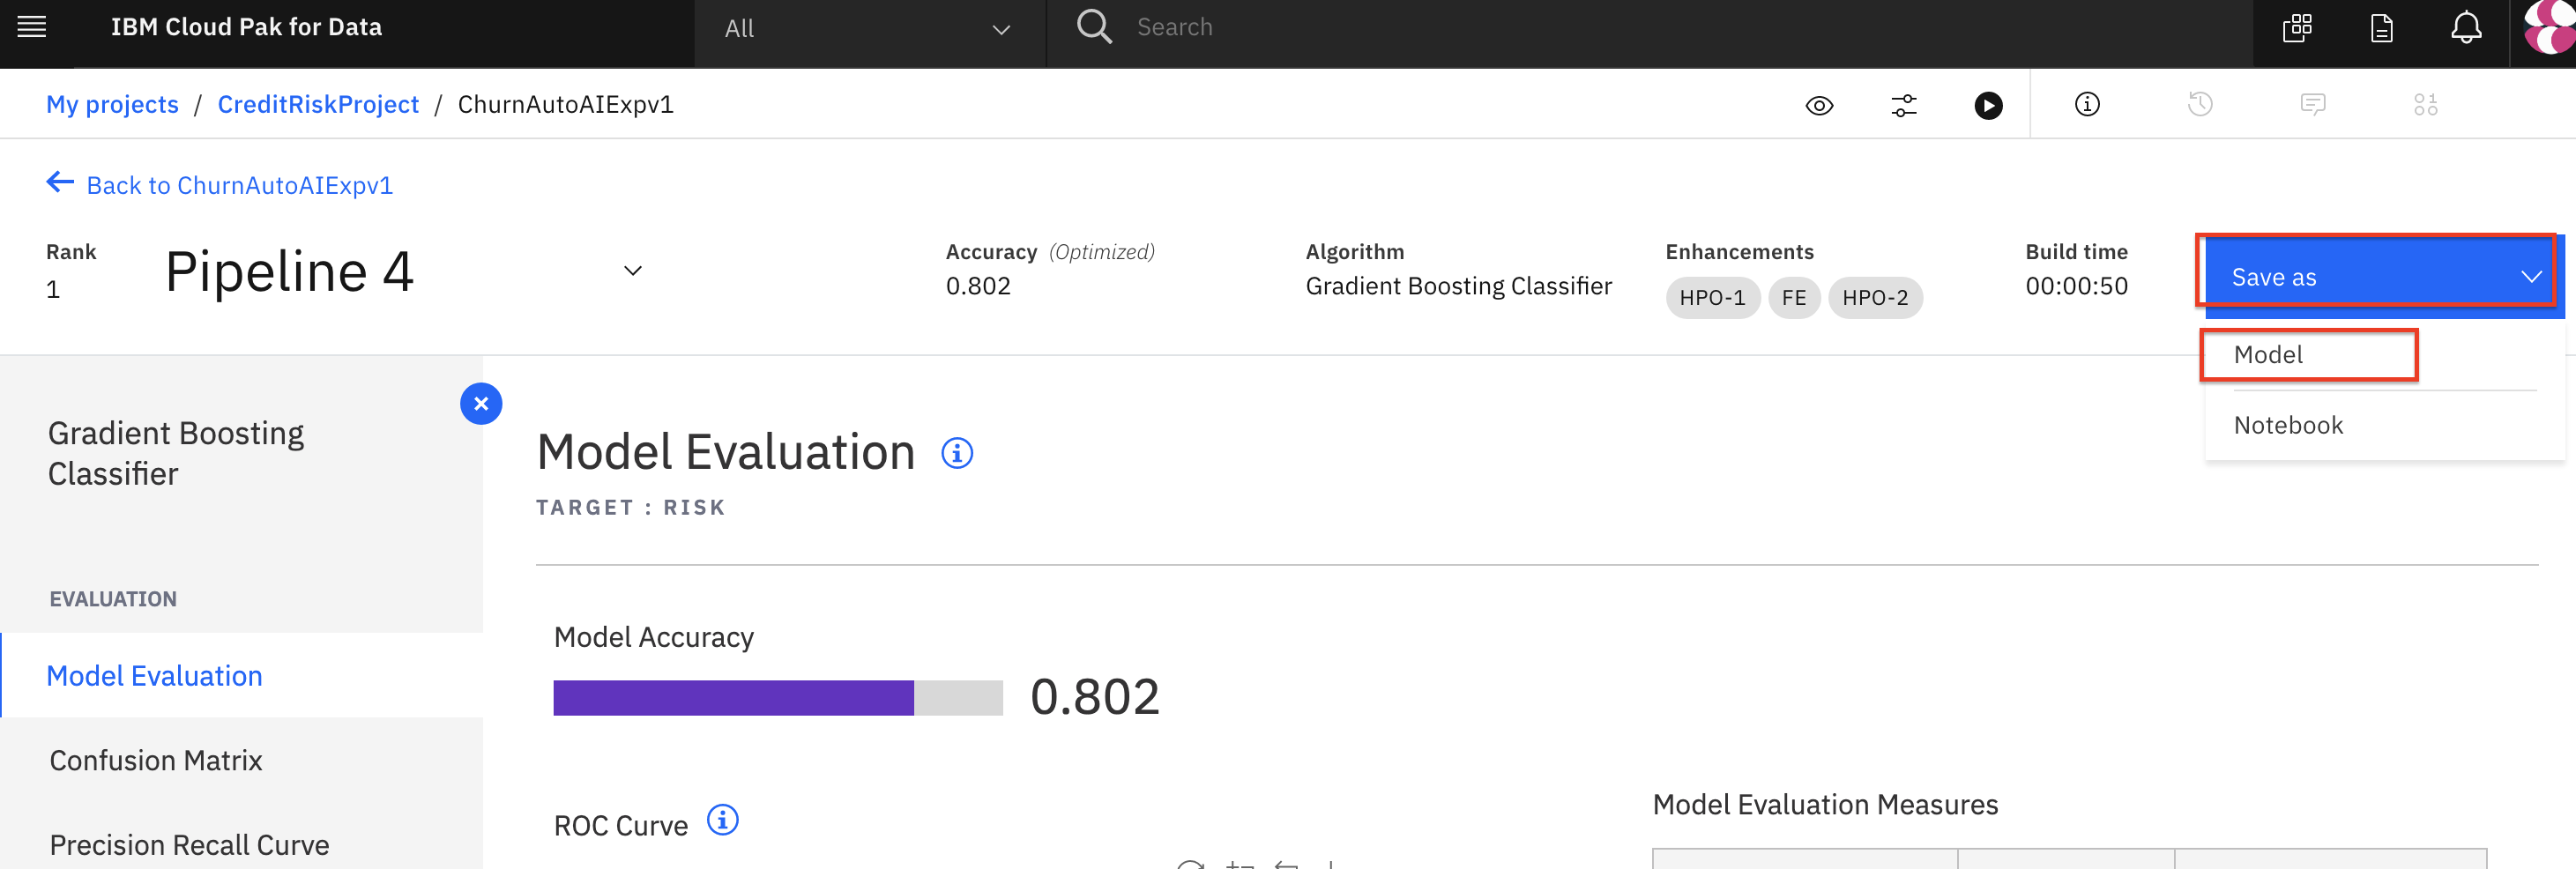 IBM Cloud Pak for Data
All
Search
My projects / CreditRiskProject / ChurnAutoAIExpv1
Back to ChurnAutoAIExpv1
Rank
1
Pipeline 4
Accuracy (Optimized)
0.802
Algorithm
Gradient Boosting Classifier
Enhancements
HPO-1 FE HPO-2
Build time
00:00:50
Save as
Model
Notebook
Gradient Boosting
Classifier
EVALUATION
Model Evaluation
Confusion Matrix
Precision Recall Curve
Model Evaluation
TARGET : RISK
Model Accuracy
0.802
ROC Curve
Model Evaluation Measures